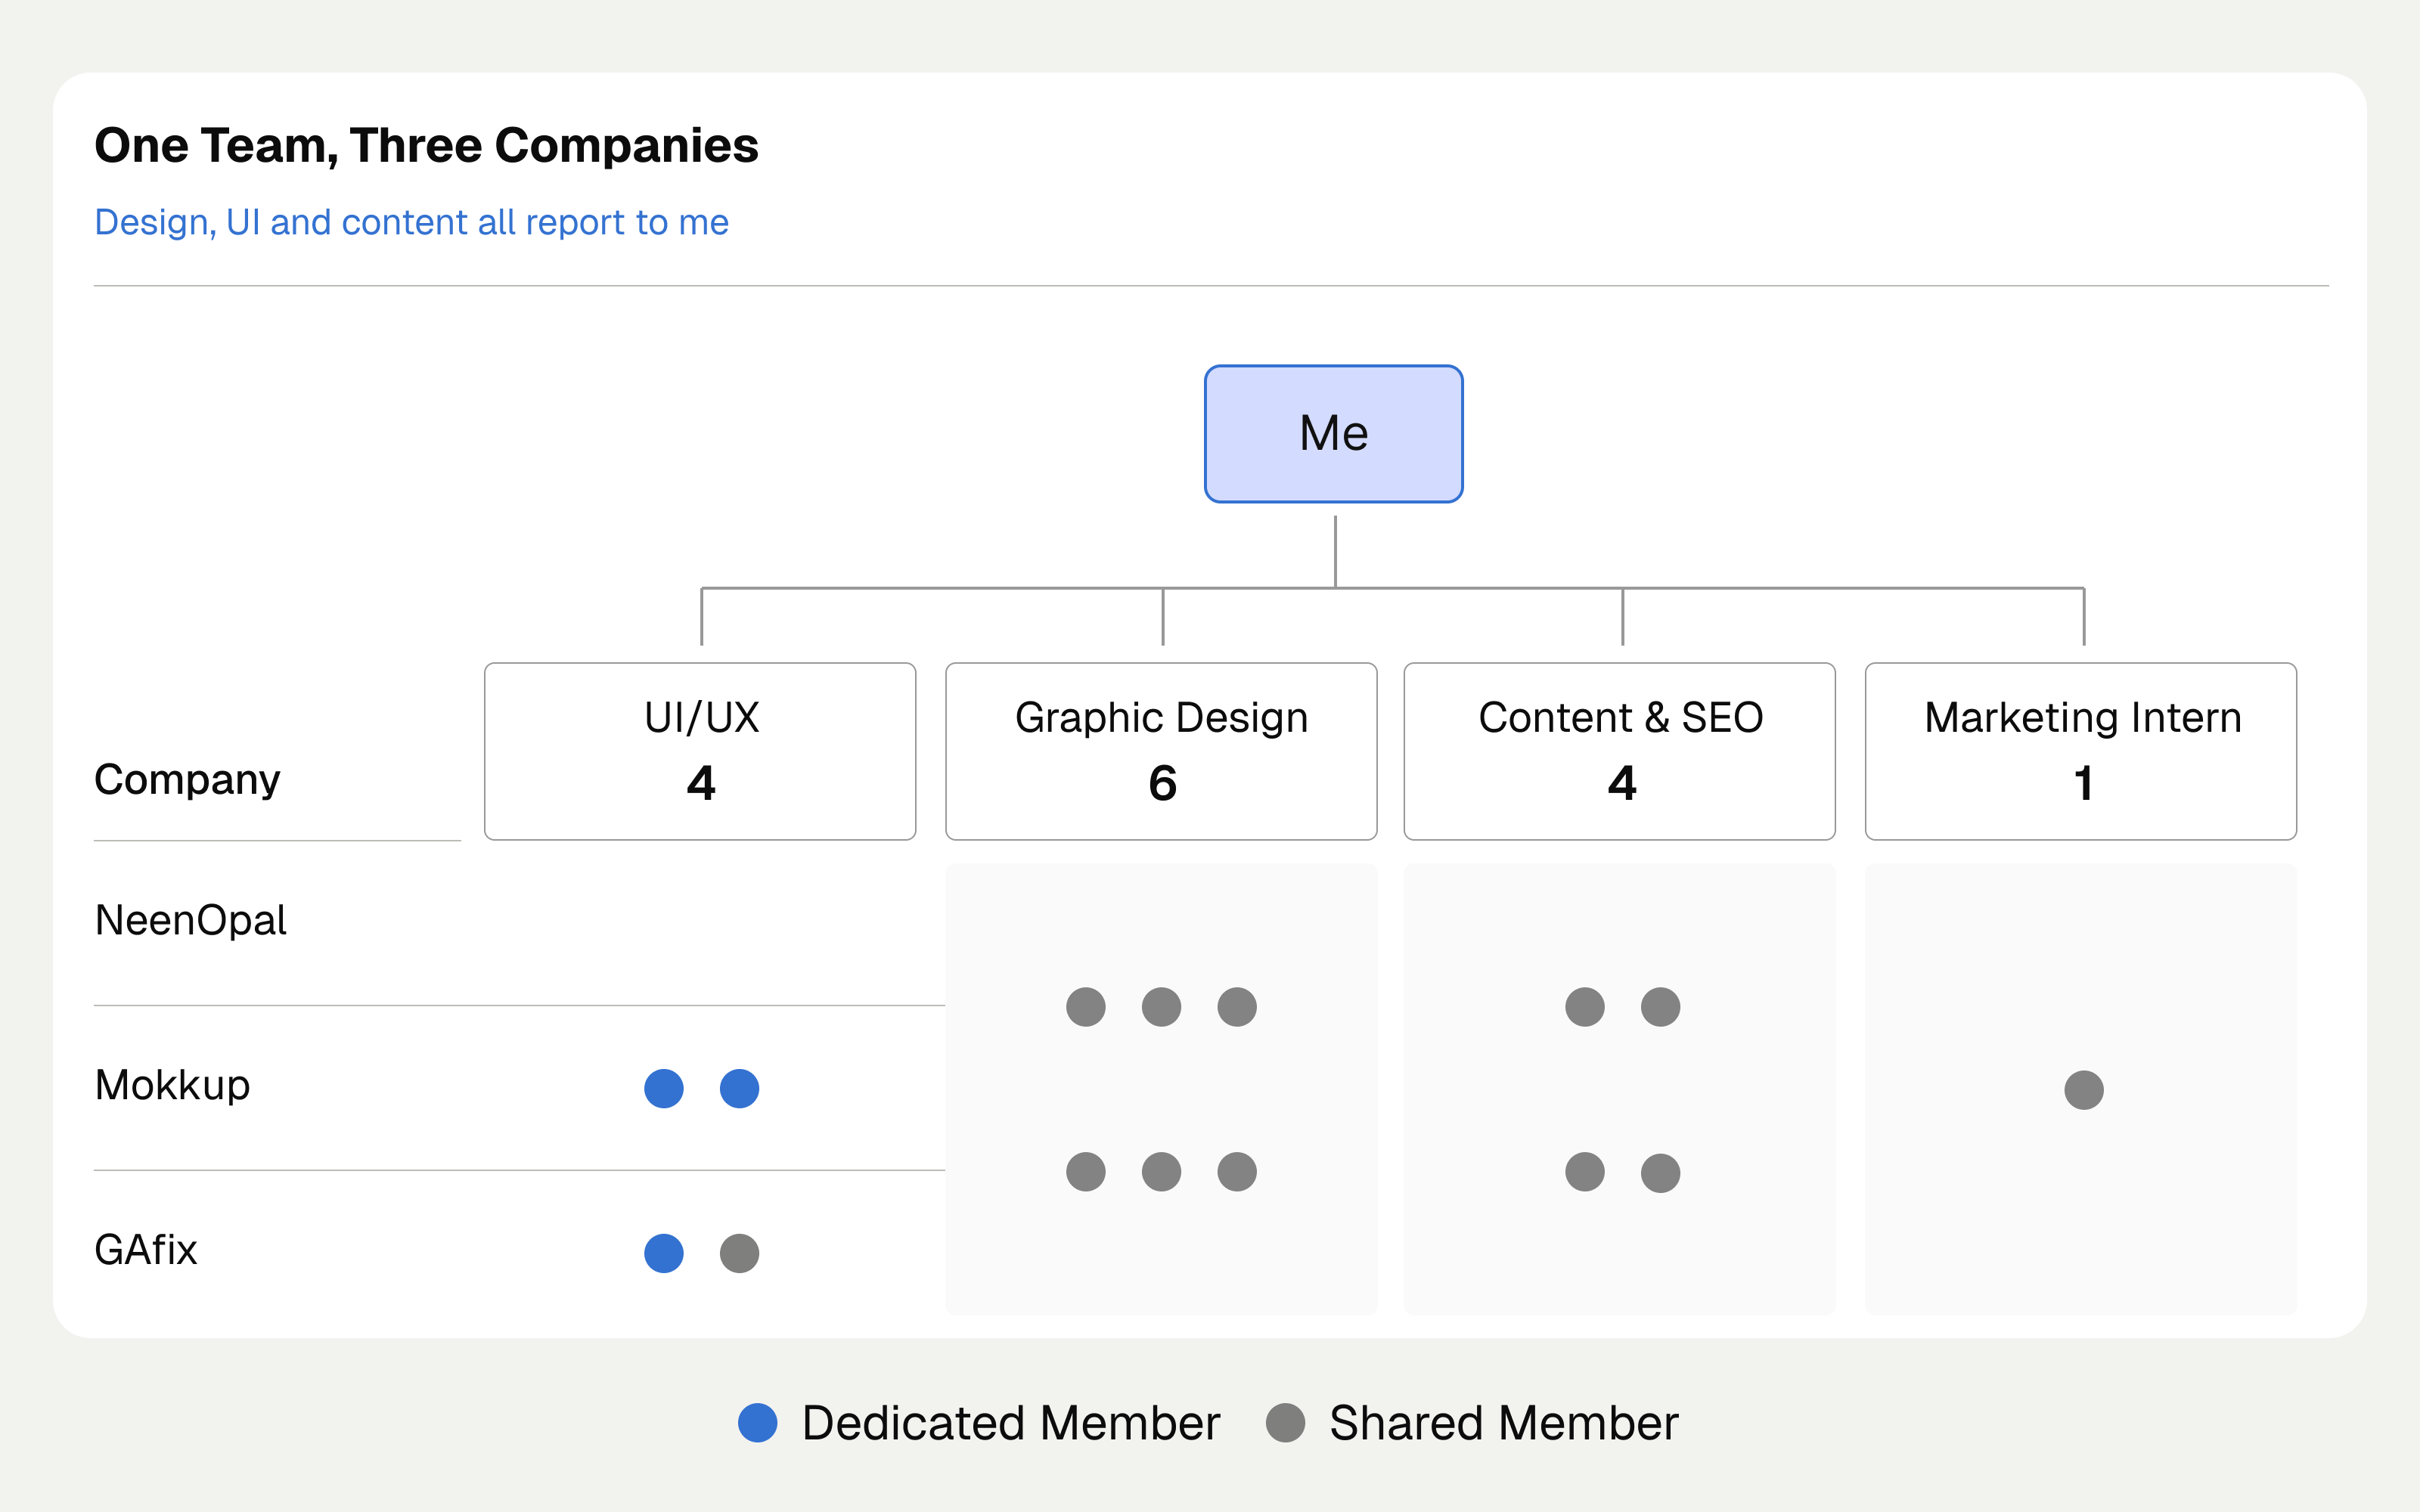 One Team, Three Companies
Design, UI and content all report to me
Me
UI/UX
4
Graphic Design
6
Content & SEO
4
Marketing Intern
1
Company
NeenOpal
Mokkup
GAfix
Dedicated Member
Shared Member